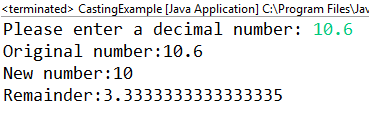 <terminated> CastingExample [Java Application] C:\Program Files\Jav
Please enter a decimal number: 10.6
Original number:10.6
New number:10
Remainder:3.3333333333333335